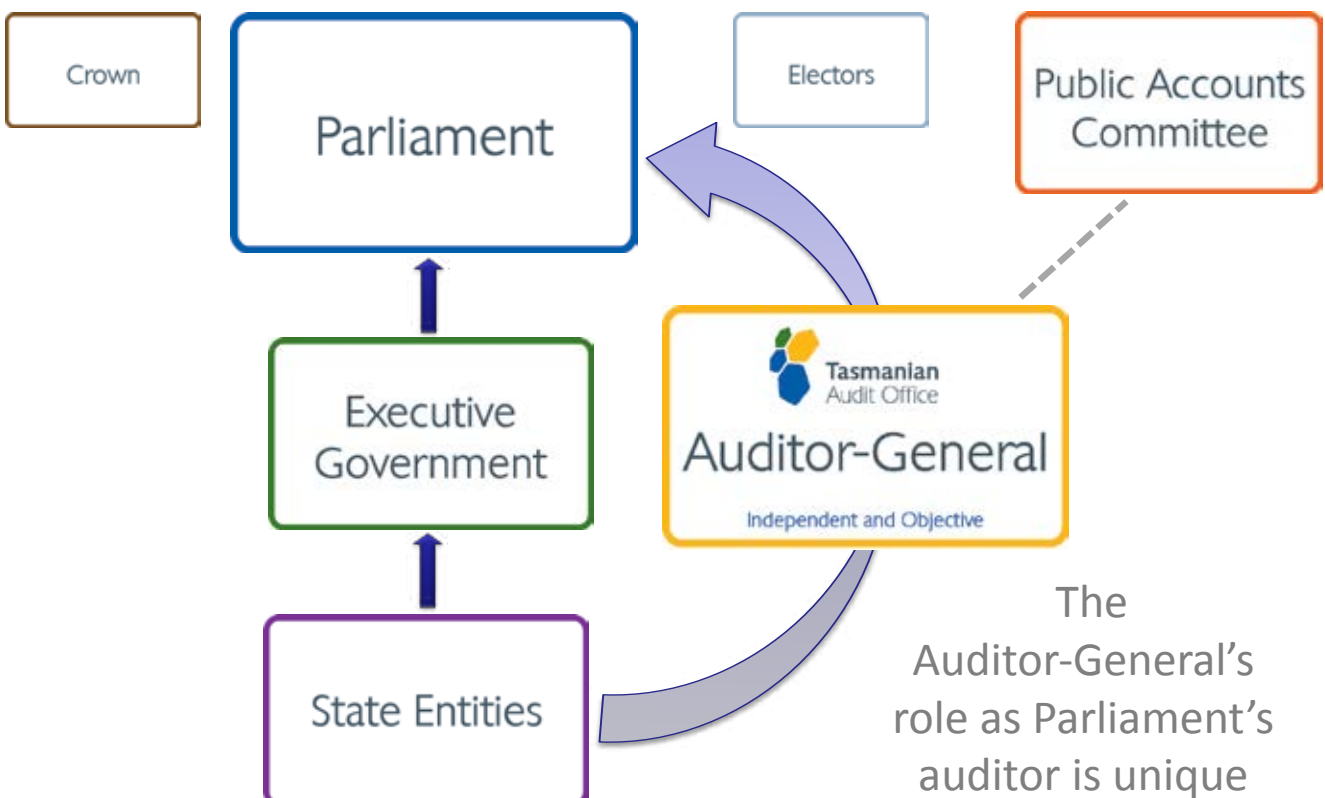 Crown
Parliament
Electors
Public Accounts
Committee
Executive
Government
Tasmanian
Audit Office
Auditor-General
Independent and Objective
State Entities
The
Auditor-General’s
role as Parliament’s
auditor is unique